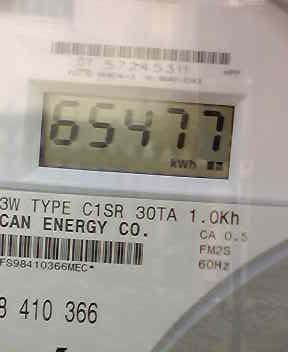 65477
kWh
3W TYPE C1SR 30TA 1.0Kh
CAN ENERGY CO.
CA 0.5
FM2S
60Hz
FS98410366MEC*
8 410 366